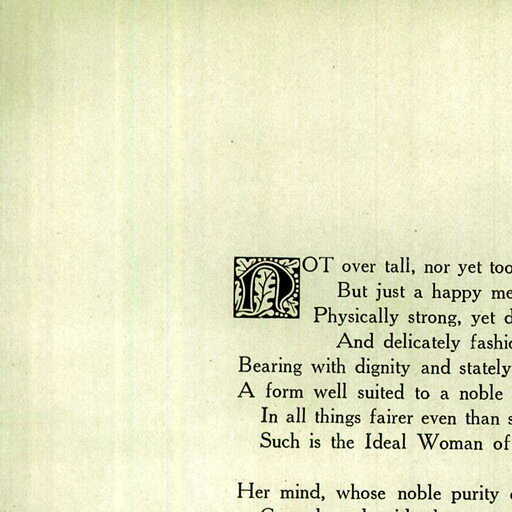 NOT over tall, nor yet too
But just a happy me
Physically strong, yet d
And delicately fashio
Bearing with dignity and stately
A form well suited to a noble
In all things fairer even than s
Such is the Ideal Woman of
Her mind, whose noble purity